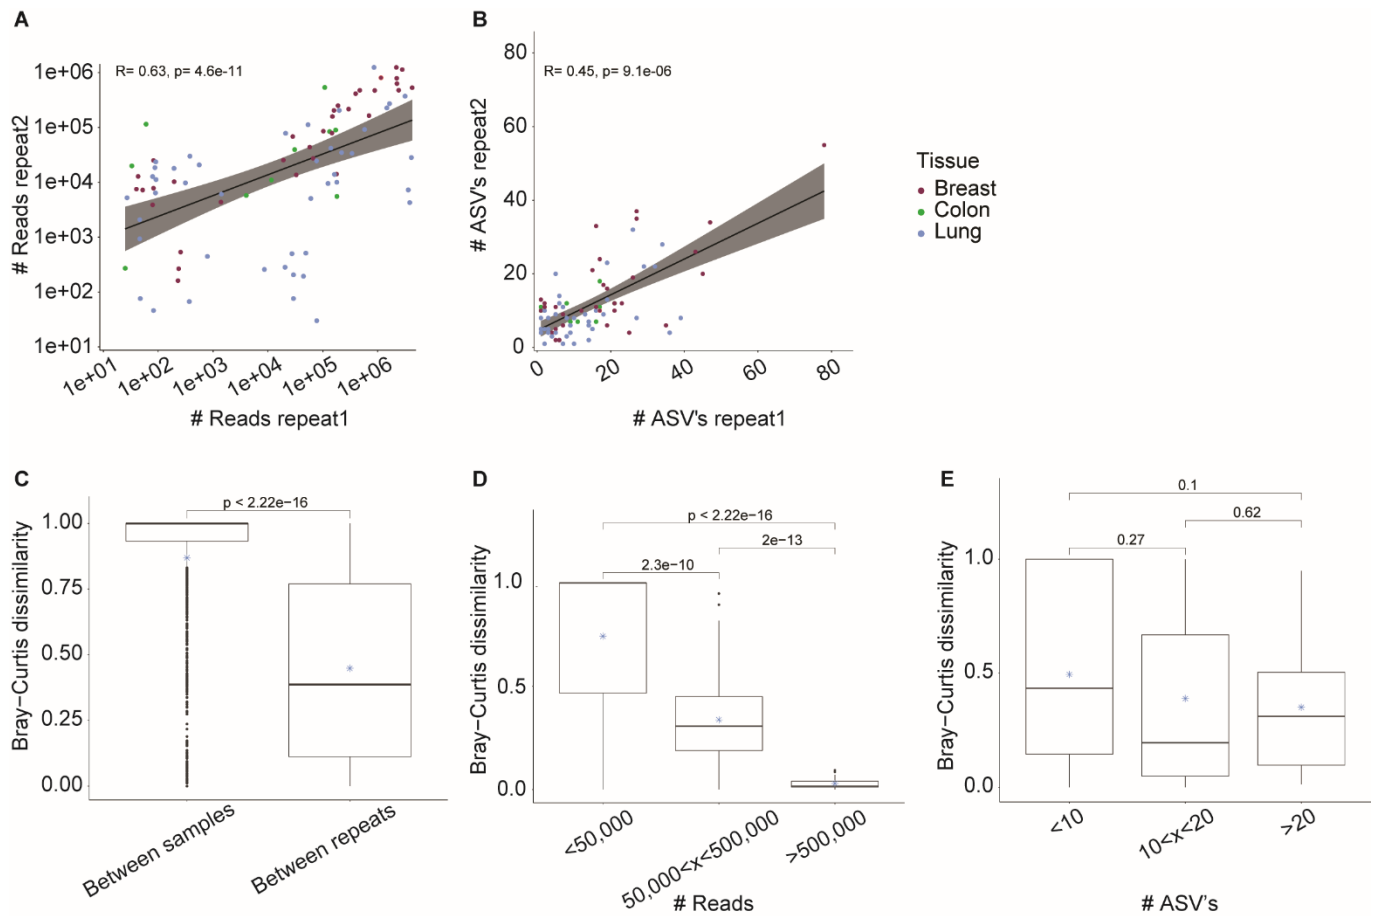 A
R= 0.63, p= 4.6e-11
# Reads repeat2
1e+06
1e+05
1e+04
1e+03
1e+02
1e+01
1e+01
1e+02
1e+03
1e+04
1e+05
1e+06
# Reads repeat1
B
R= 0.45, p= 9.1e-06
# ASV's repeat2
80
60
40
20
0
0
20
40
60
80
# ASV's repeat1
Tissue
Breast
Colon
Lung
C
p < 2.22e−16
Bray−Curtis dissimilarity
1.00
0.75
0.50
0.25
0.00
Between samples
Between repeats
D
p < 2.22e−16
2e−13
2.3e−10
Bray−Curtis dissimilarity
1.0
0.5
0.0
<50,000
50,000<x<500,000
>500,000
# Reads
E
0.1
0.62
0.27
Bray−Curtis dissimilarity
1.0
0.5
0.0
<10
10<x<20
>20
# ASV's